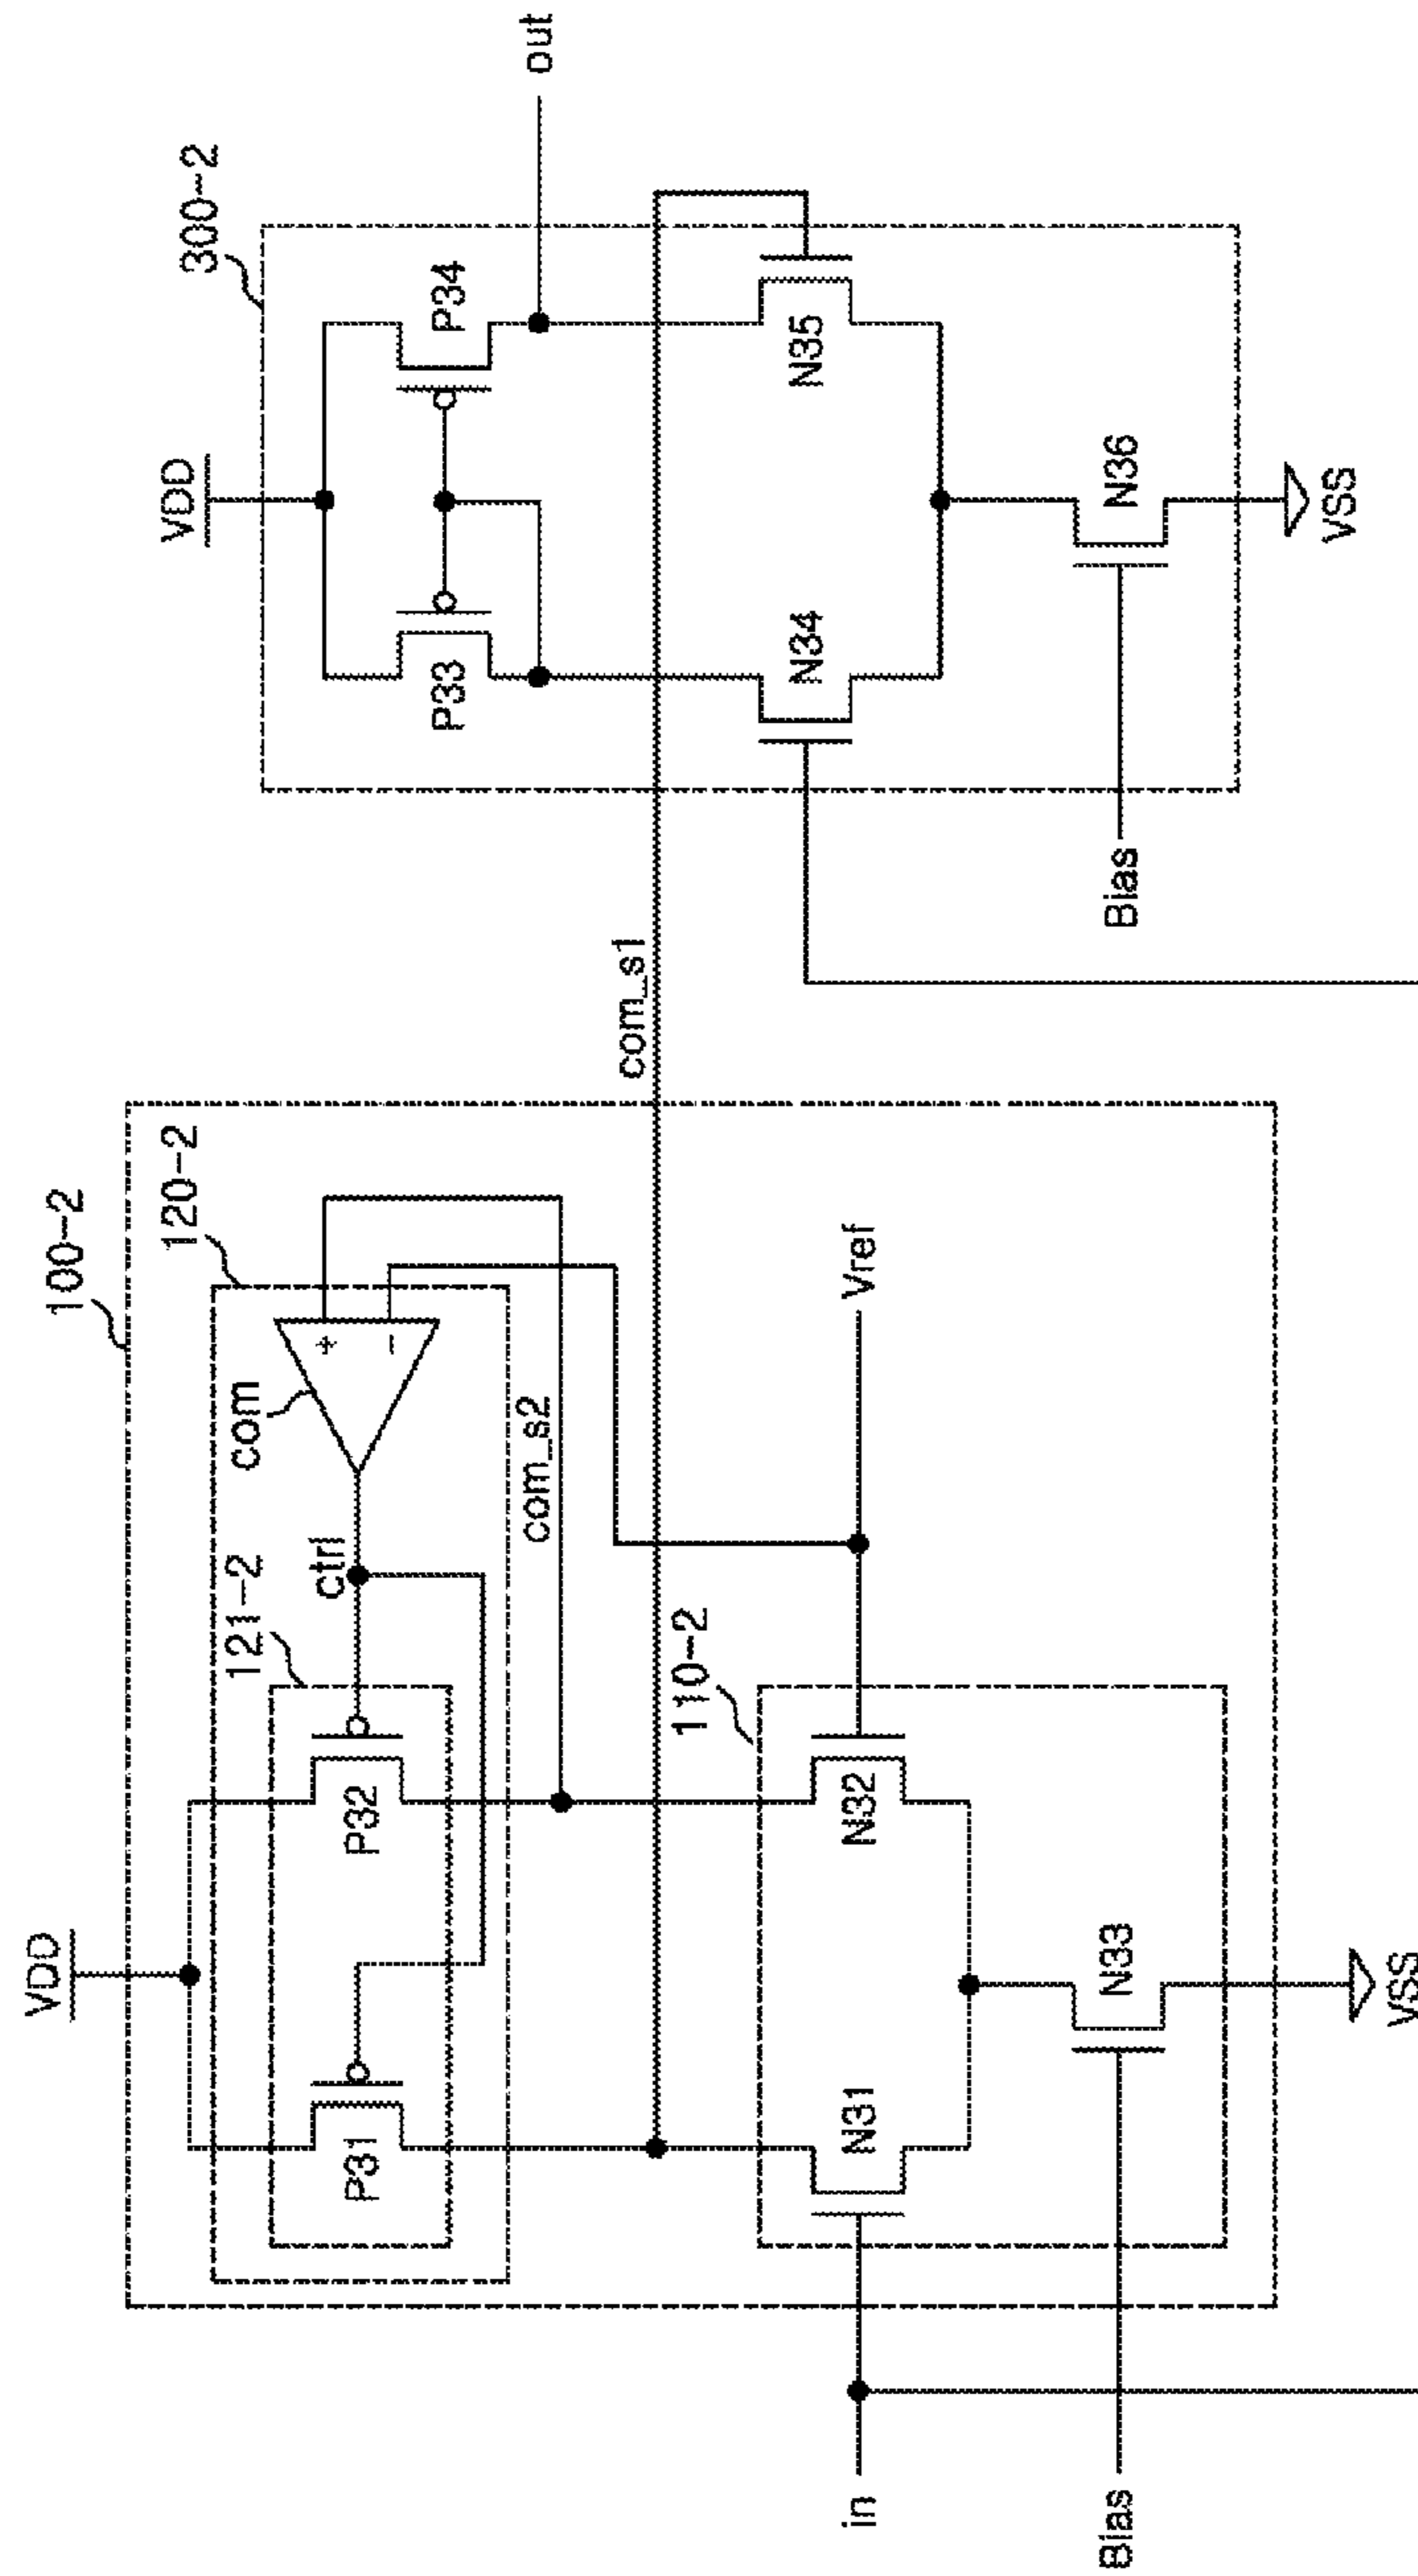 100-2
120-2
VDD
121-2
com
ctrl
P31
P32
+
-
com_s2
110-2
com_s1
in
N31
N32
Vref
Bias
N33
VSS
300-2
VDD
P33
P34
out
N34
N35
Bias
N36
VSS